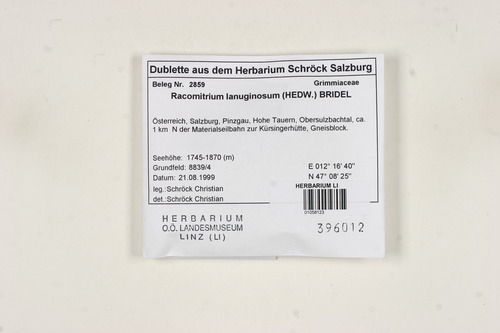 Dublette aus dem Herbarium Schröck Salzburg
Beleg Nr. 2859 Grimmiaceae
Racomitrium lanuginosum (HEDW.) BRIDEL
Österreich, Salzburg, Pinzgau, Hohe Tauern, Obersulzbachtal, ca.
1 km N der Materialseilbahn zur Kürsingerhütte, Gneisblock.
Seehöhe: 1745-1870 (m)
Grundfeld: 8839/4 E 012° 16' 40"
Datum: 21.08.1999 N 47° 08' 25"
leg.:Schröck Christian
det.:Schröck Christian
HERBARIUM LI
01058123
HERBARIUM
O.Ö. LANDESMUSEUM
LINZ (LI)
396012